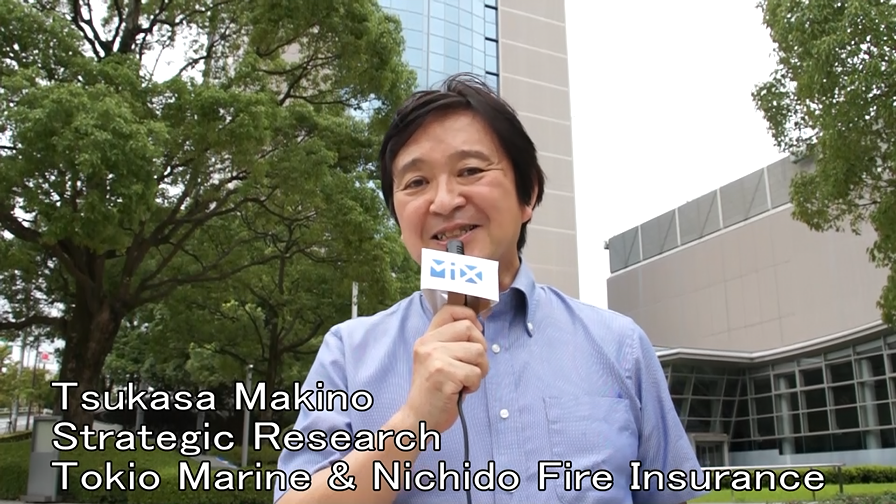 MiX
Tsukasa Makino
Strategic Research
Tokio Marine & Nichido Fire Insurance